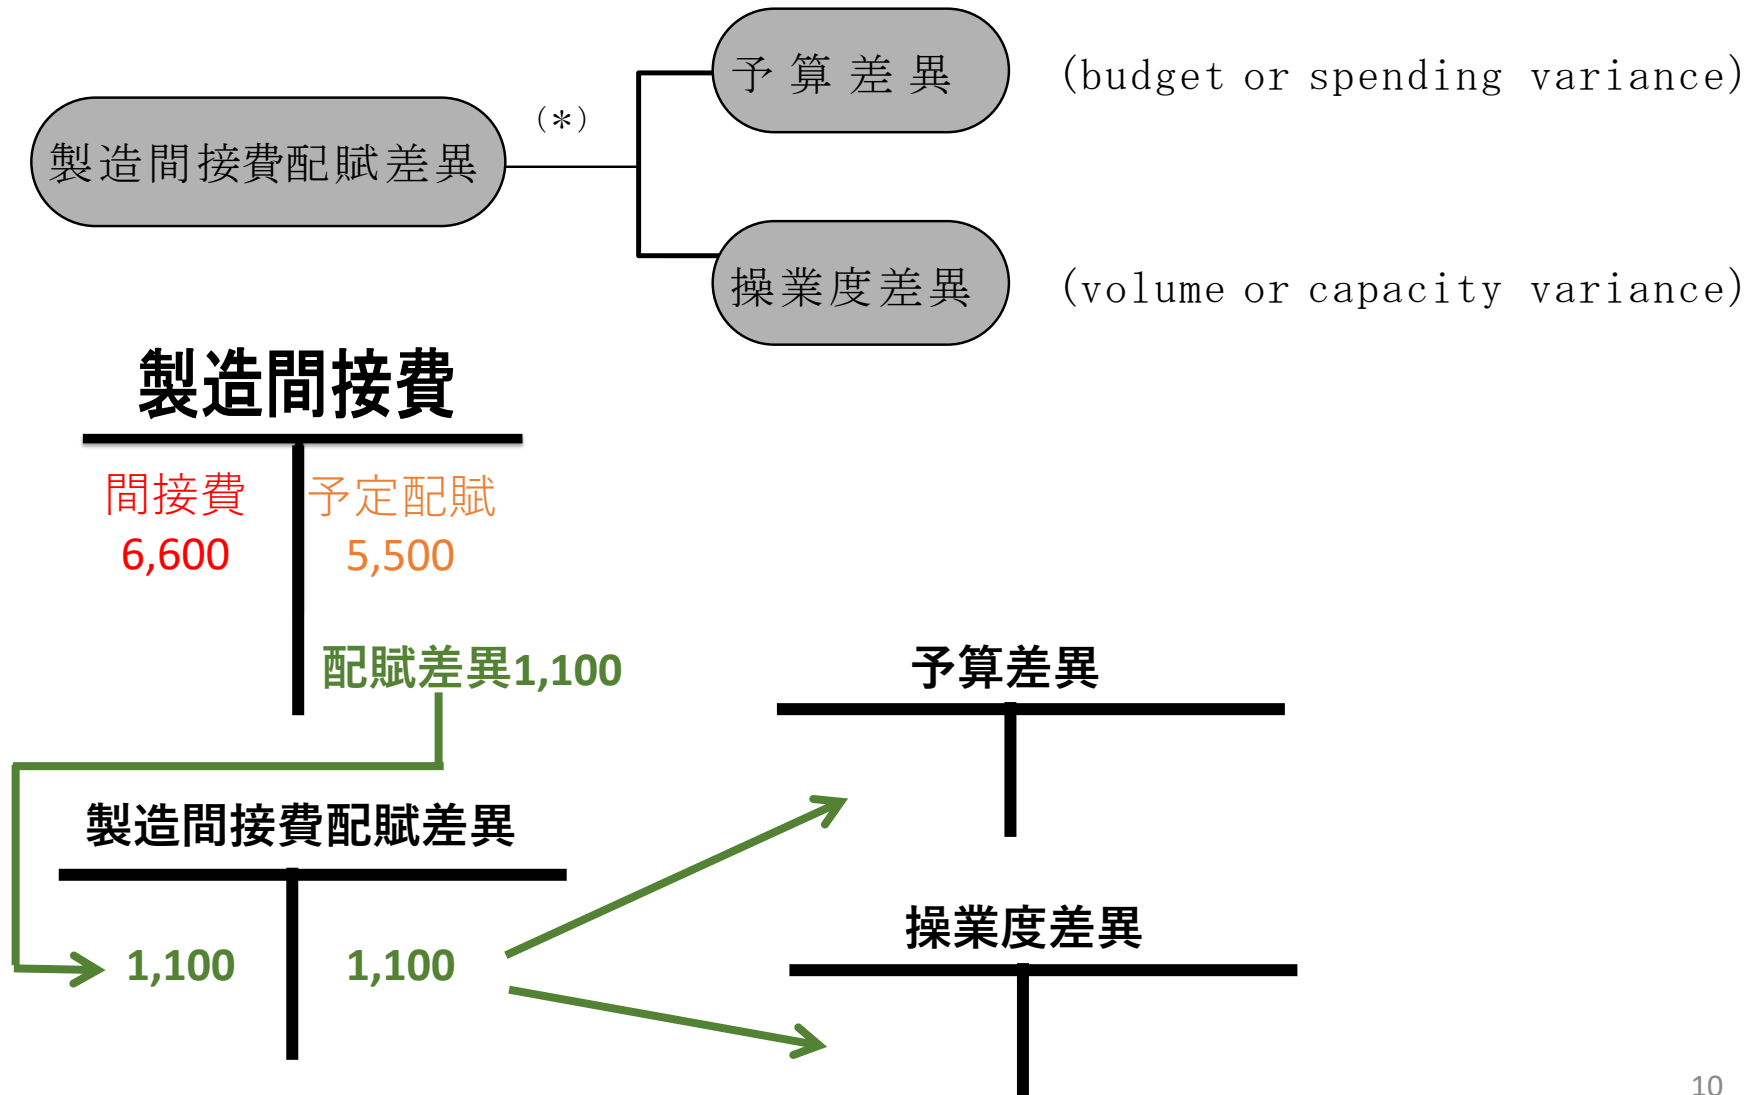 予算差異 (budget or spending variance)
(*)
製造間接費配賦差異
操業度差異 (volume or capacity variance)
製造間接費
間接費 予定配賦
6,600 5,500
配賦差異1,100
予算差異
製造間接費配賦差異
操業度差異
1,100 1,100
10